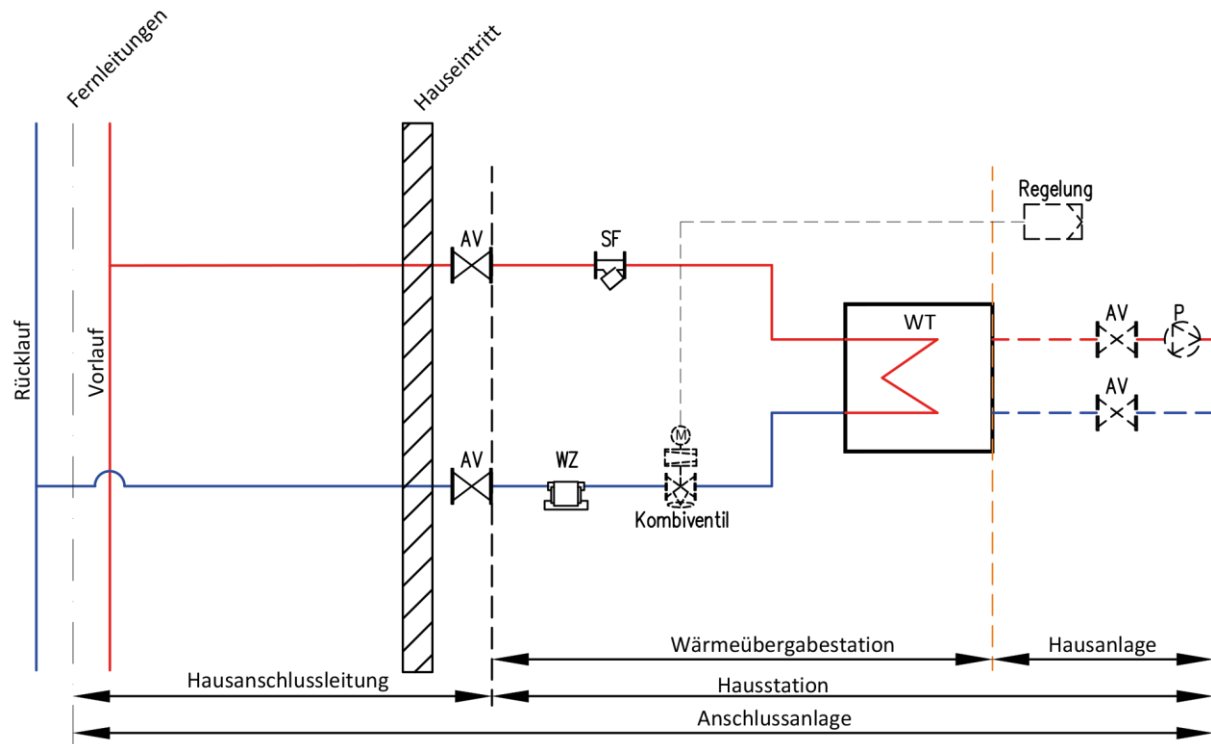 Fernleitungen
Hauseintritt
Rücklauf
Vorlauf
Regelung
AV
SF
WT
AV
P
AV
M
AV
WZ
Kombiventil
Wärmeübergabestation
Hausanlage
Hausanschlussleitung
Hausstation
Anschlussanlage